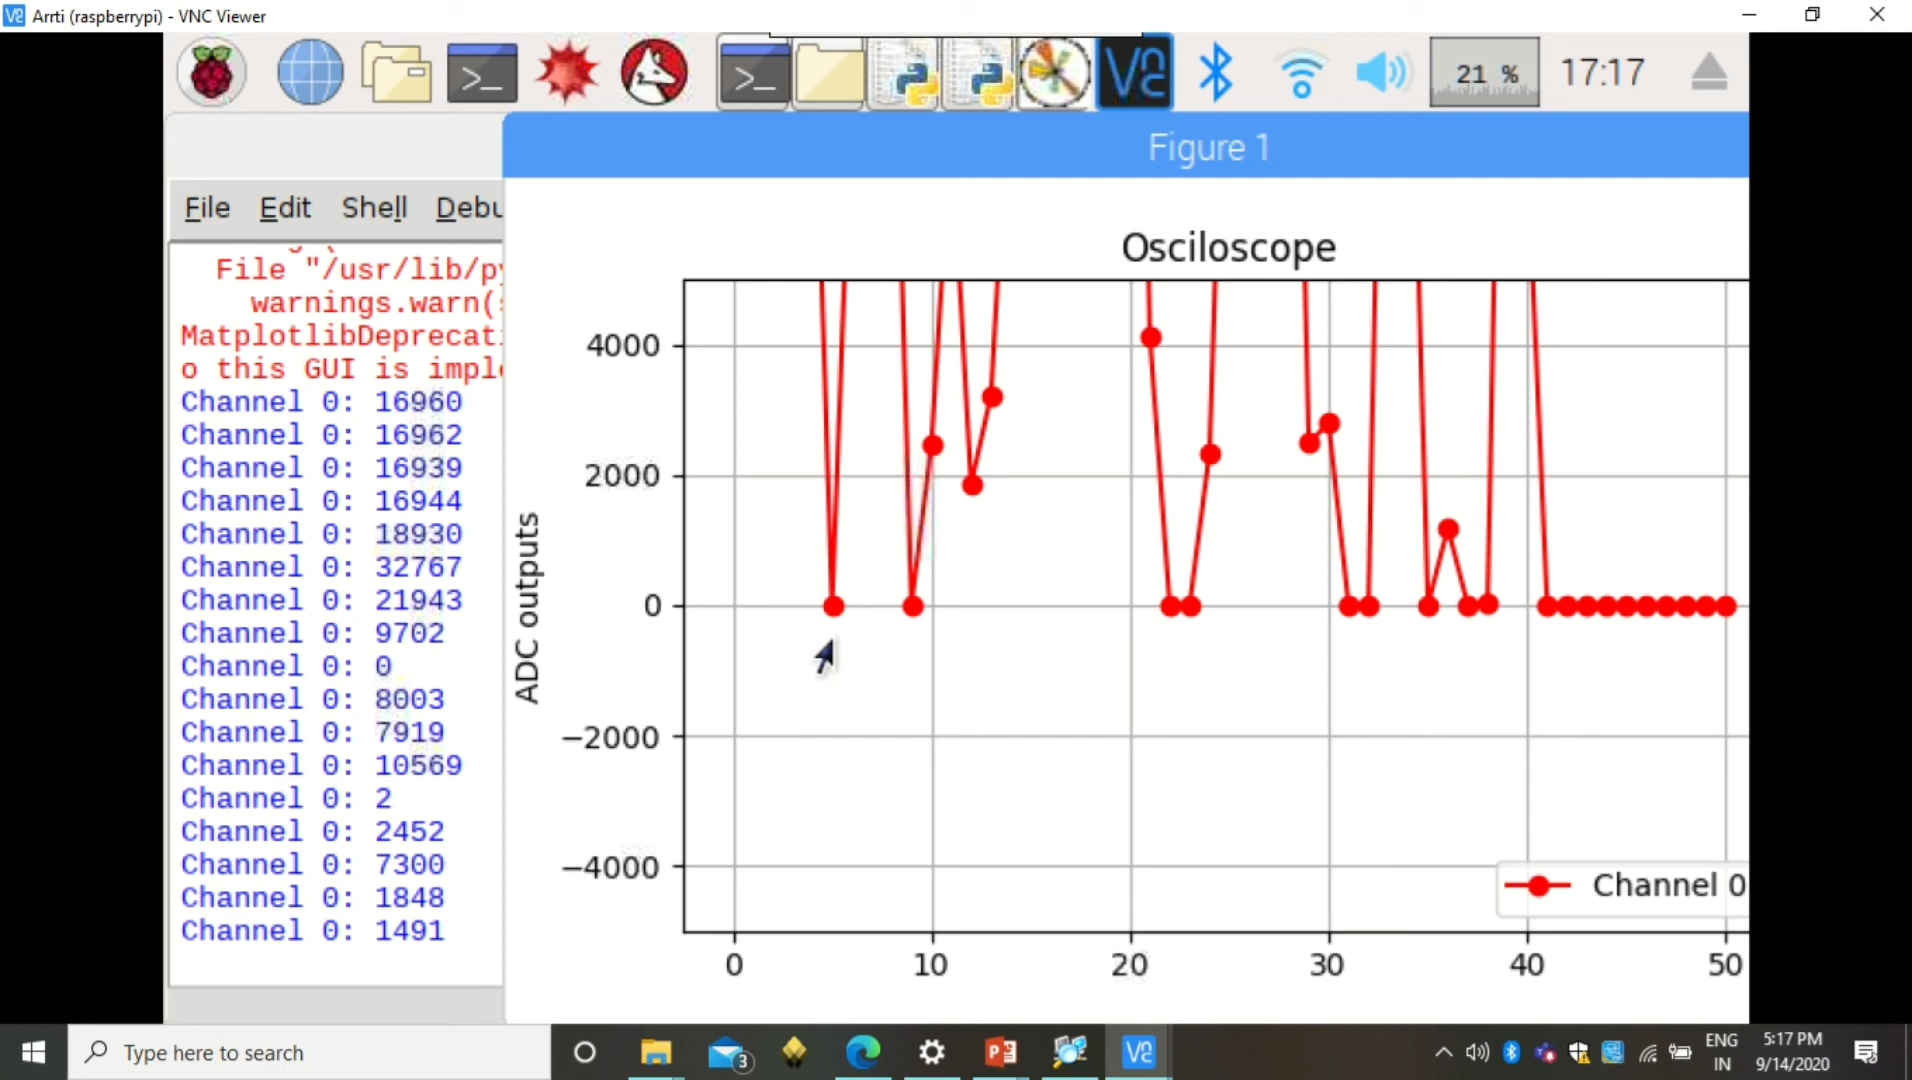 Arrti (raspberrypi) - VNC Viewer
21 %
17:17
Figure 1
File Edit Shell Debu
File "/usr/lib/py
warnings.warn(
MatplotlibDeprecat
o this GUI is impl
Channel 0: 16960
Channel 0: 16962
Channel 0: 16939
Channel 0: 16944
Channel 0: 18930
Channel 0: 32767
Channel 0: 21943
Channel 0: 9702
Channel 0: 0
Channel 0: 8003
Channel 0: 7919
Channel 0: 10569
Channel 0: 2
Channel 0: 2452
Channel 0: 7300
Channel 0: 1848
Channel 0: 1491
Osciloscope
ADC outputs
4000
2000
0
−2000
−4000
0 10 20 30 40 50
Channel 0
Type here to search
3
ENG
IN
5:17 PM
9/14/2020